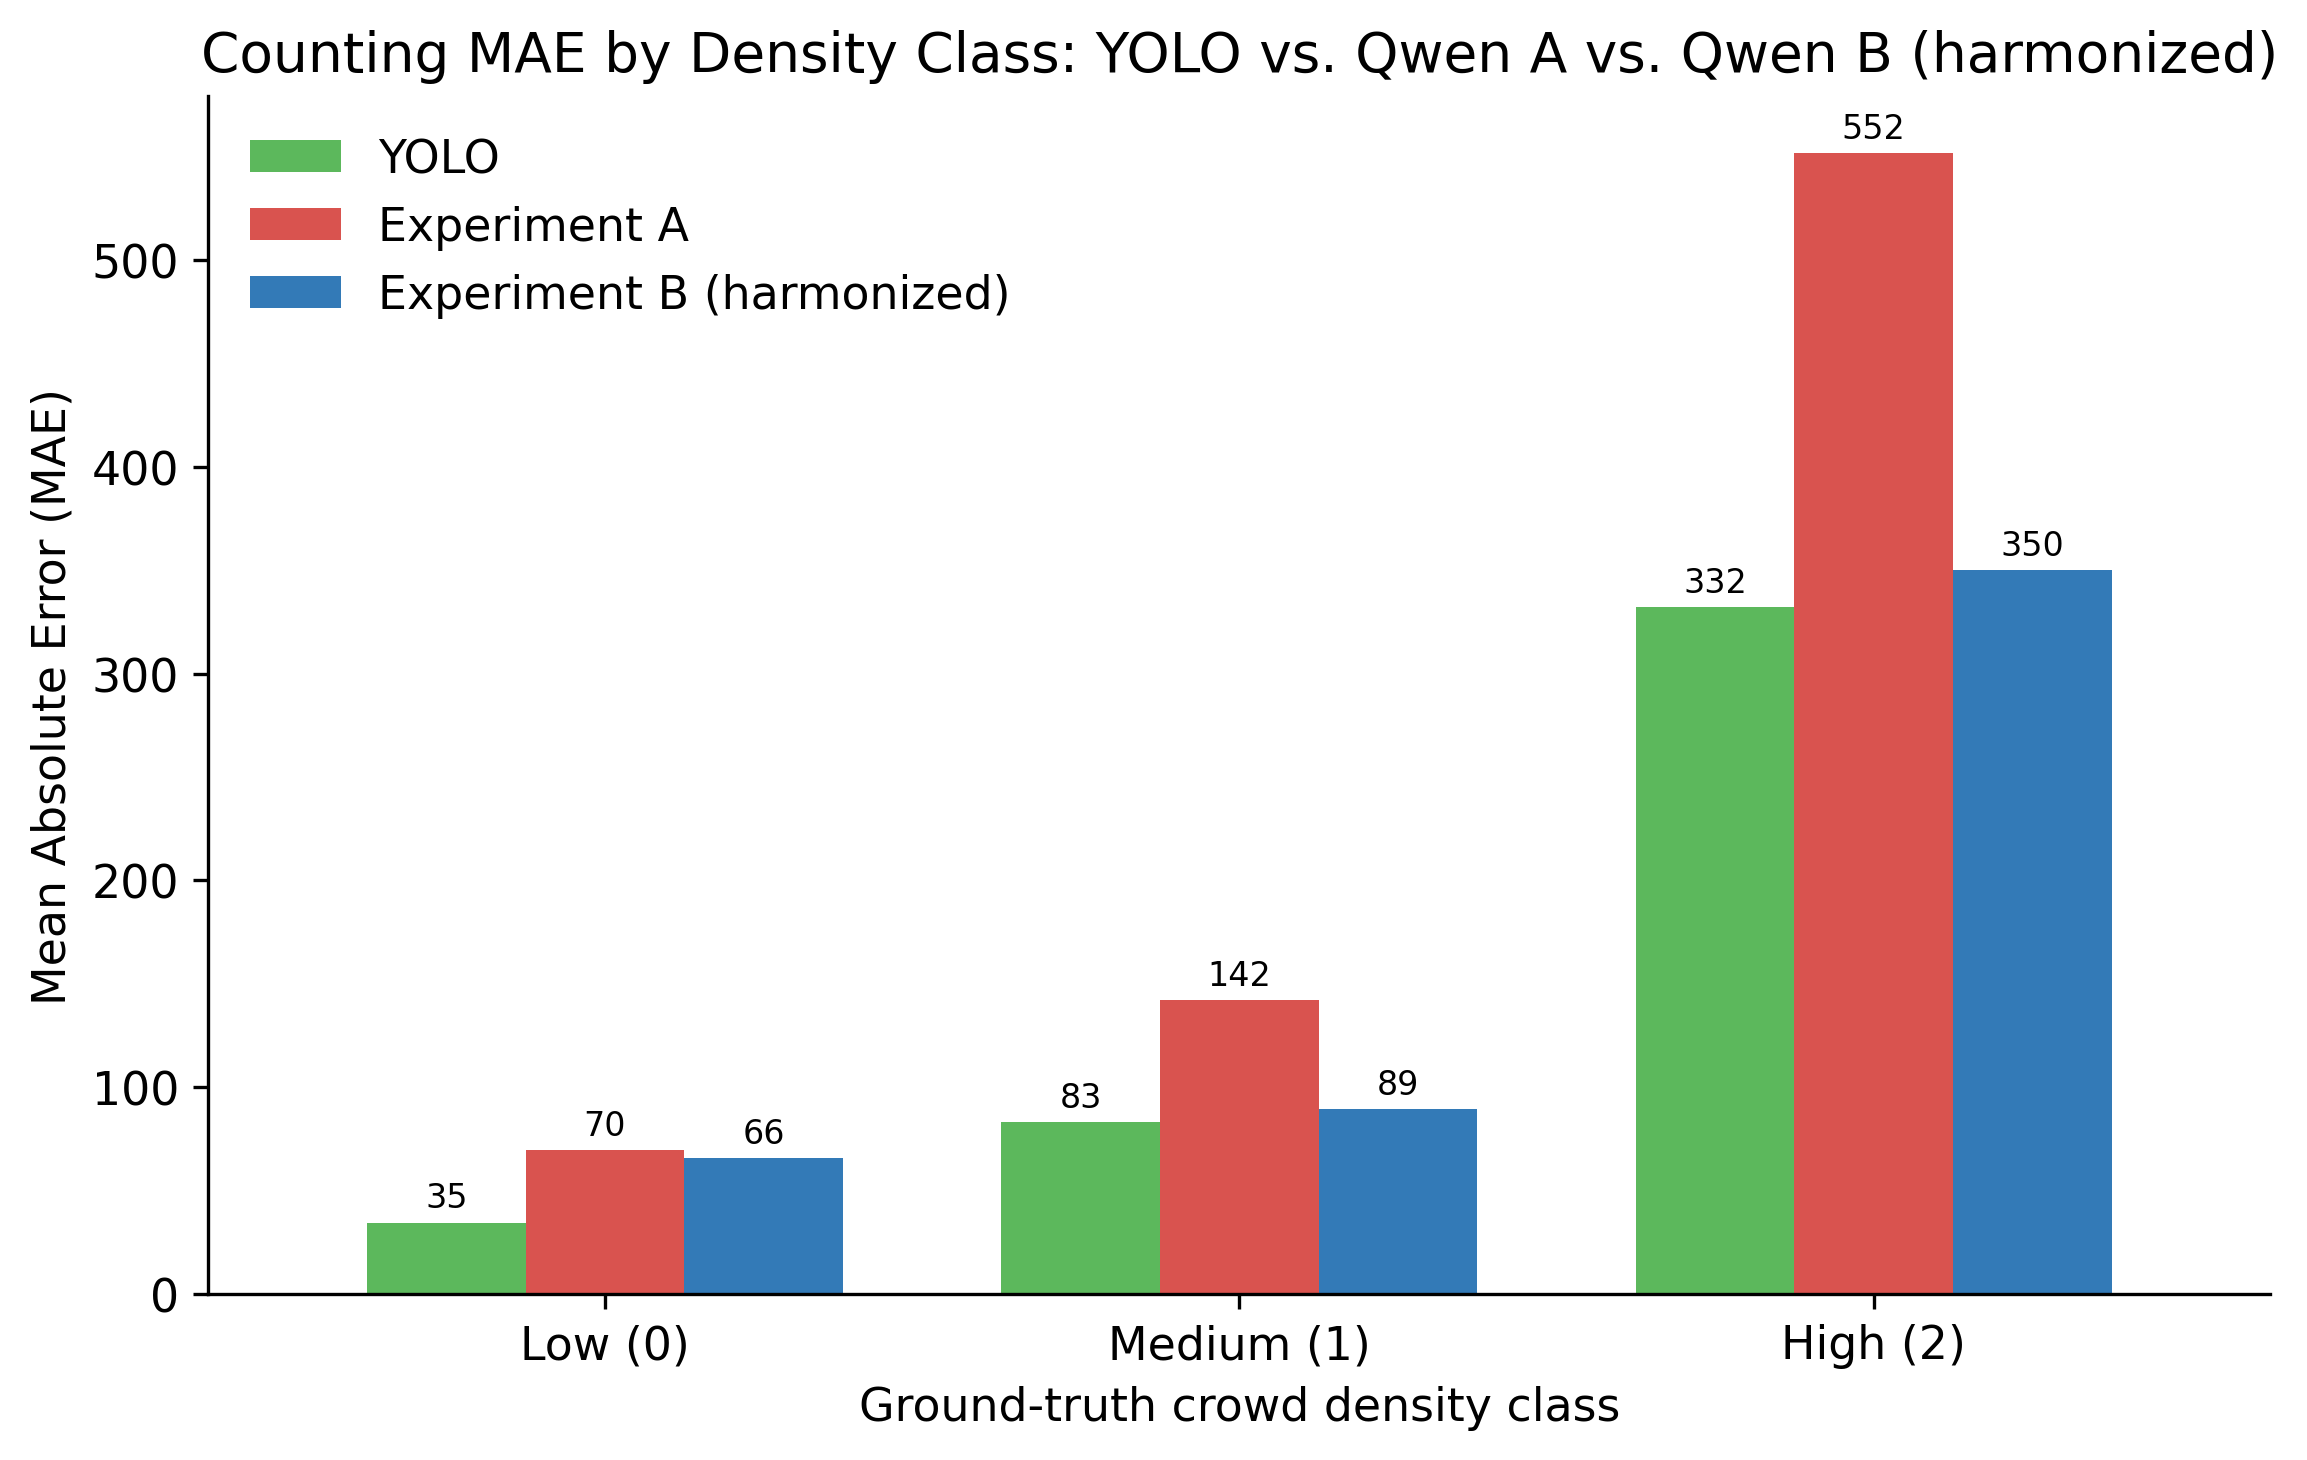 Counting MAE by Density Class: YOLO vs. Qwen A vs. Qwen B (harmonized)
YOLO
Experiment A
Experiment B (harmonized)
Mean Absolute Error (MAE)
500
400
300
200
100
0
35
70
66
83
142
89
332
552
350
Low (0)
Medium (1)
High (2)
Ground-truth crowd density class